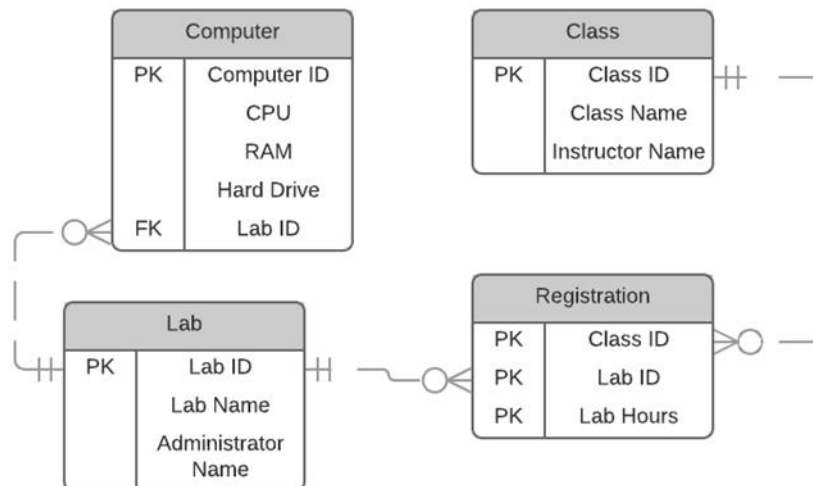 Computer
PK Computer ID
CPU
RAM
Hard Drive
FK Lab ID
Class
PK Class ID
Class Name
Instructor Name
Lab
PK Lab ID
Lab Name
Administrator
Name
Registration
PK Class ID
PK Lab ID
PK Lab Hours